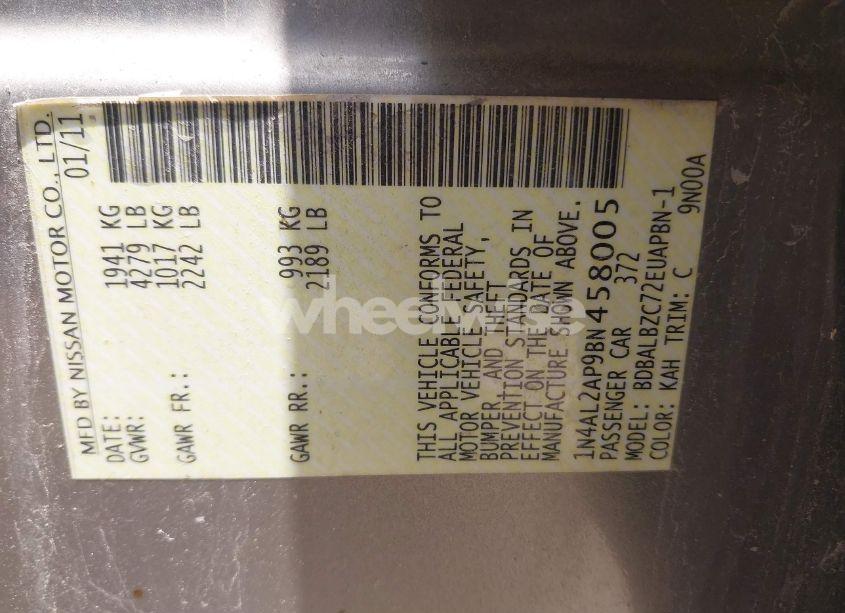 MFD BY NISSAN MOTOR CO., LTD.
01/11
DATE:
GVWR: 1941 KG
4279 LB
GAWR FR.: 1017 KG
2242 LB
GAWR RR.: 993 KG
2189 LB
THIS VEHICLE CONFORMS TO
ALL APPLICABLE FEDERAL
MOTOR VEHICLE SAFETY,
BUMPER, AND THEFT
PREVENTION STANDARDS IN
EFFECT ON THE DATE OF
MANUFACTURE SHOWN ABOVE.
1N4AL2AP9BN458005
PASSENGER CAR 372
MODEL: BDBALBZC72EUAPBN-1
COLOR: KAH TRIM: C 9N00A
wheelwise